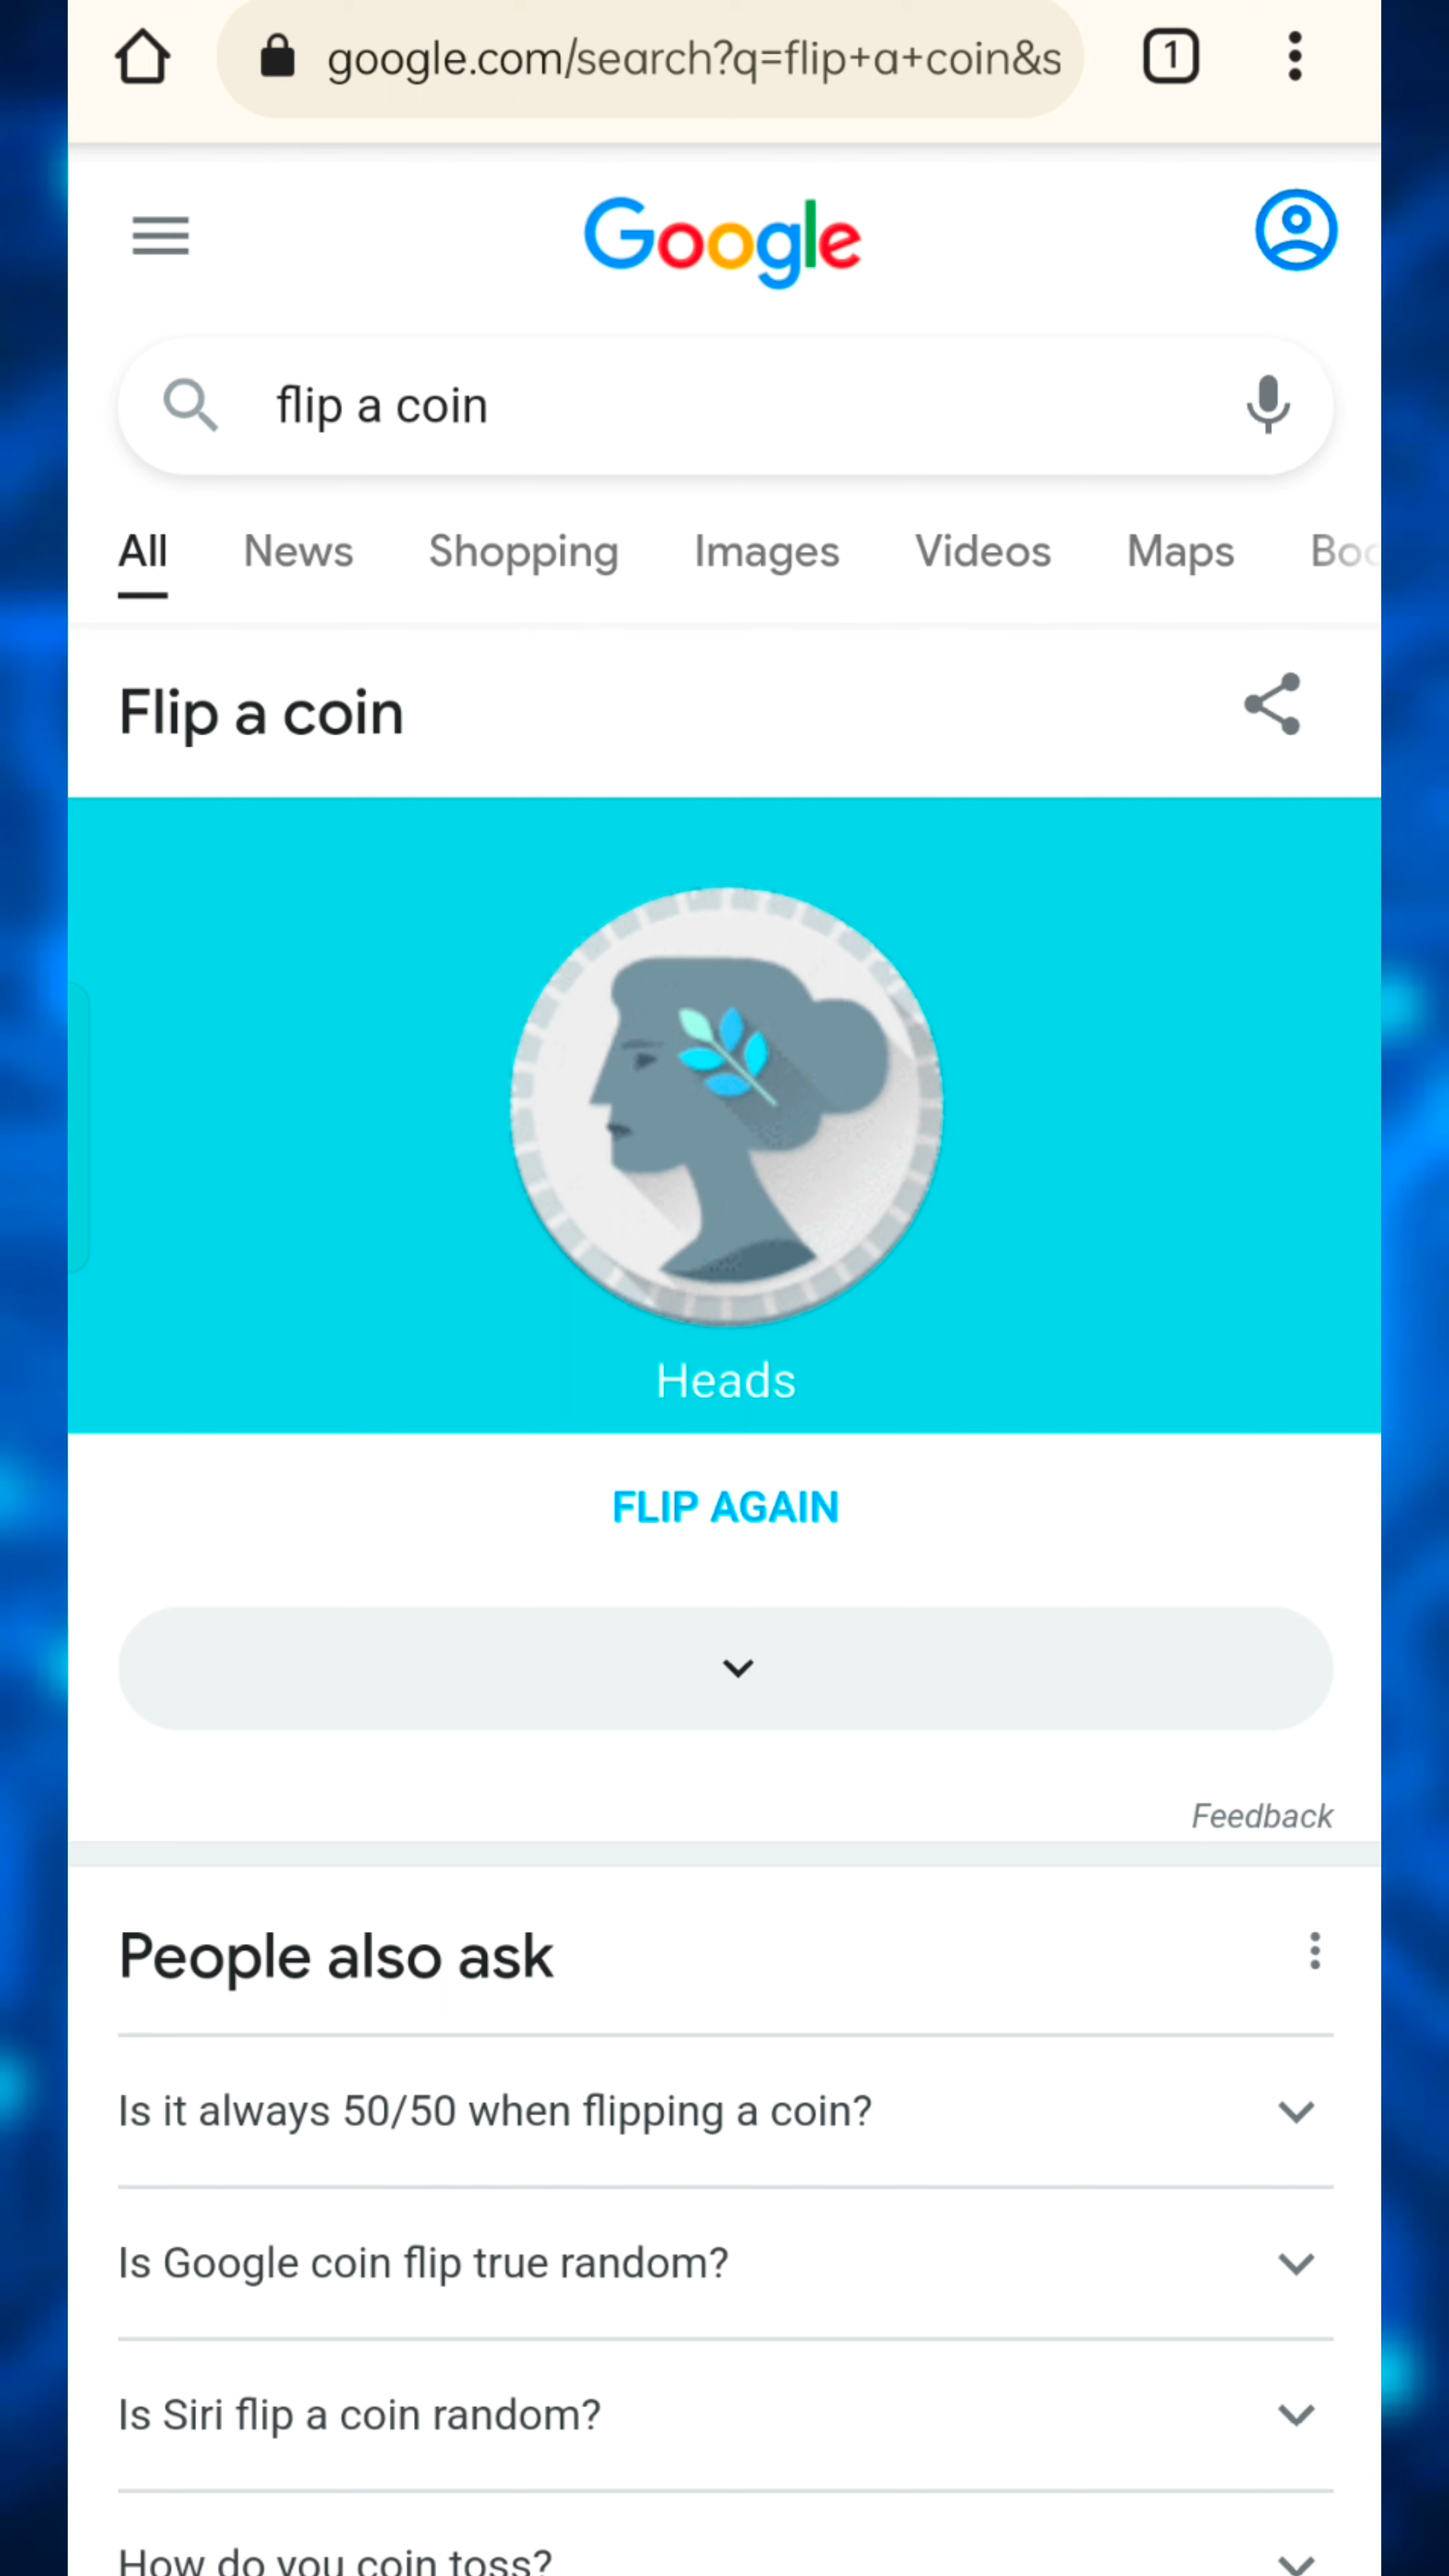 google.com/search?q=flip+a+coin&s
1
Google
flip a coin
All News Shopping Images Videos Maps
Flip a coin
Heads
FLIP AGAIN
Feedback
People also ask
Is it always 50/50 when flipping a coin?
Is Google coin flip true random?
Is Siri flip a coin random?
How do you coin toss?